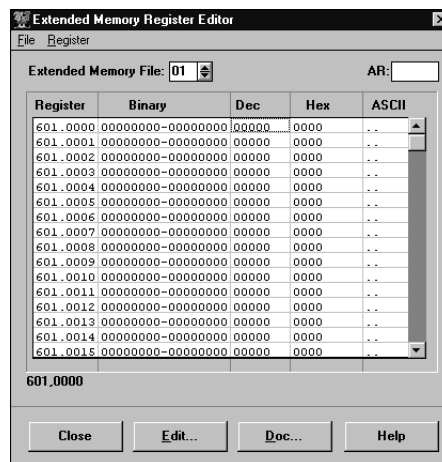 Extended Memory Register Editor
File Register
Extended Memory File: 01 AR:
Register Binary Dec Hex ASCII
601.0000 00000000-00000000 00000 0000 ..
601.0001 00000000-00000000 00000 0000 ..
601.0002 00000000-00000000 00000 0000 ..
601.0003 00000000-00000000 00000 0000 ..
601.0004 00000000-00000000 00000 0000 ..
601.0005 00000000-00000000 00000 0000 ..
601.0006 00000000-00000000 00000 0000 ..
601.0007 00000000-00000000 00000 0000 ..
601.0008 00000000-00000000 00000 0000 ..
601.0009 00000000-00000000 00000 0000 ..
601.0010 00000000-00000000 00000 0000 ..
601.0011 00000000-00000000 00000 0000 ..
601.0012 00000000-00000000 00000 0000 ..
601.0013 00000000-00000000 00000 0000 ..
601.0014 00000000-00000000 00000 0000 ..
601.0015 00000000-00000000 00000 0000 ..
601,0000
Close Edit... Doc... Help